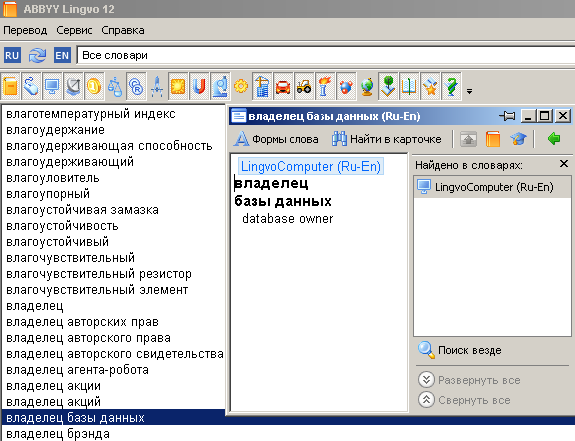 ABBYY Lingvo 12
Перевод Сервис Справка
RU EN Все словари
влаготемпературный индекс
влагоудержание
влагоудерживающая способность
влагоудерживающий
влагоуловитель
влагоупорный
влагоустойчивая замазка
влагоустойчивость
влагоустойчивый
влагочувствительный
влагочувствительный резистор
влагочувствительный элемент
владелец
владелец авторских прав
владелец авторского права
владелец авторского свидетельства
владелец агента-робота
владелец акции
владелец акций
владелец базы данных
владелец брэнда
владелец базы данных (Ru-En)
Формы слова Найти в карточке
LingvoComputer (Ru-En)
владелец
базы данных
database owner
Найдено в словарях:
LingvoComputer (Ru-En)
Поиск везде
Развернуть все
Свернуть все